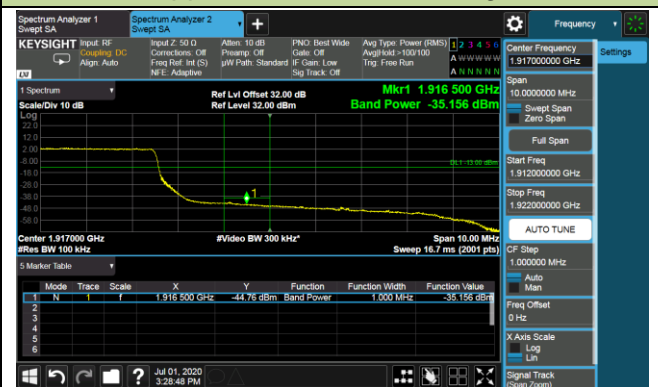 Spectrum Analyzer 1
Swept SA
Spectrum Analyzer 2
Swept SA
Frequency
KEYSIGHT
Input: RF
Coupling: DC
Align: Auto
Input Z: 50 Ω
Corrections: Off
Freq Ref: Int (S)
NFE: Adaptive
Atten: 10 dB
Preamp: Off
µW Path: Standard
PNO: Best Wide
Gate: Off
IF Gain: Low
Sig Track: Off
Avg Type: Power (RMS)
Avg|Hold:>100/100
Trig: Free Run
1 2 3 4 5 6
A W W W W W
A N N N N N
LXI
1 Spectrum
Scale/Div 10 dB
Ref Lvl Offset 32.00 dB
Ref Level 32.00 dBm
Mkr1 1.916 500 GHz
Band Power -35.156 dBm
Log
22.0
12.0
2.00
-8.00
-18.0
-28.0
-38.0
-48.0
-58.0
DL1 -13.00 dBm
1
Center 1.917000 GHz
#Res BW 100 kHz
#Video BW 300 kHz*
Span 10.00 MHz
Sweep 16.7 ms (2001 pts)
5 Marker Table
Mode Trace Scale X Y Function Function Width Function Value
1 N 1 f 1.916 500 GHz -44.76 dBm Band Power 1.000 MHz -35.156 dBm
2
3
4
5
6
Jul 01, 2020
3:28:48 PM
Center Frequency
1.917000000 GHz
Settings
Span
10.0000000 MHz
Swept Span
Zero Span
Full Span
Start Freq
1.912000000 GHz
Stop Freq
1.922000000 GHz
AUTO TUNE
CF Step
1.000000 MHz
Auto
Man
Freq Offset
0 Hz
X Axis Scale
Log
Lin
Signal Track
(Span Zoom)